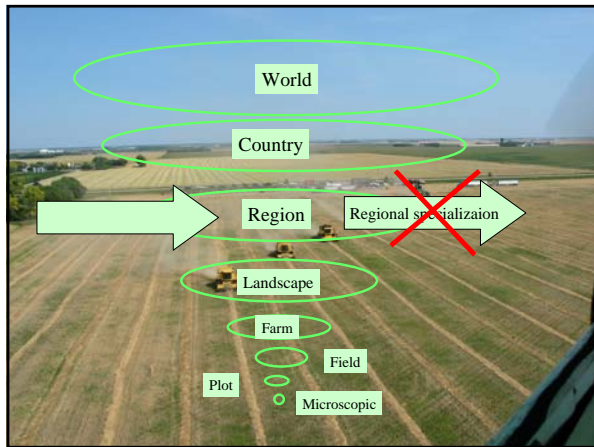 World
Country
Region
Regional specializaion
Landscape
Farm
Field
Plot
Microscopic